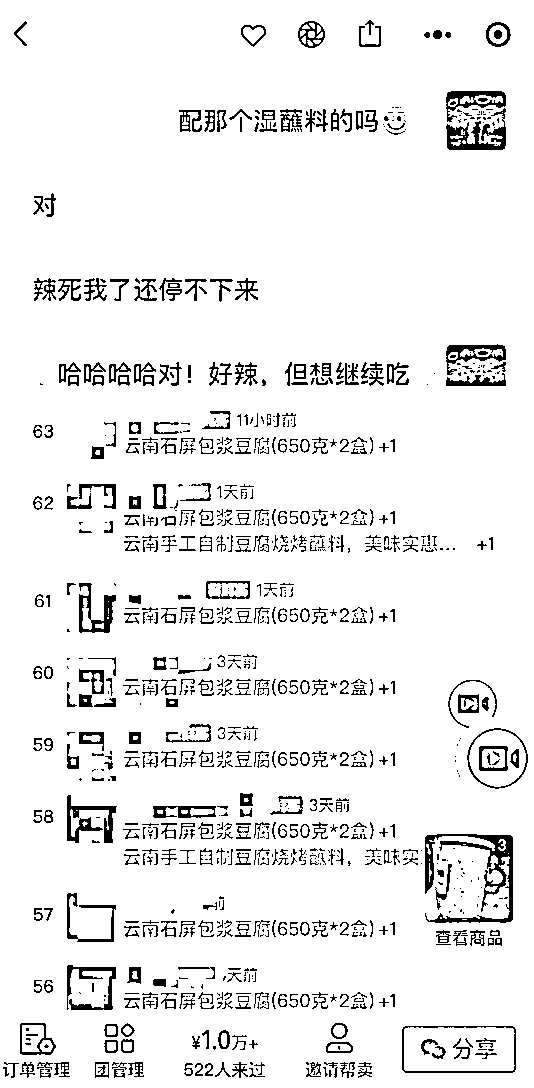 配那个湿蘸料的吗
对
辣死我了还停不下来
哈哈哈哈对！好辣，但想继续吃
63
11小时前
云南石屏包浆豆腐(650克*2盒) +1
62
1天前
云南石屏包浆豆腐(650克*2盒) +1
云南手工自制豆腐烧烤蘸料，美味实惠... +1
61
1天前
云南石屏包浆豆腐(650克*2盒) +1
60
3天前
云南石屏包浆豆腐(650克*2盒) +1
59
3天前
云南石屏包浆豆腐(650克*2盒) +1
58
3天前
云南石屏包浆豆腐(650克*2盒) +1
云南手工自制豆腐烧烤蘸料，美味实
3
57
前
云南石屏包浆豆腐(650克*2盒) +1
查看商品
56
天前
云南石屏包浆豆腐(650克*2盒) +1
订单管理
团管理
¥1.0万+
522人来过
邀请帮卖
分享